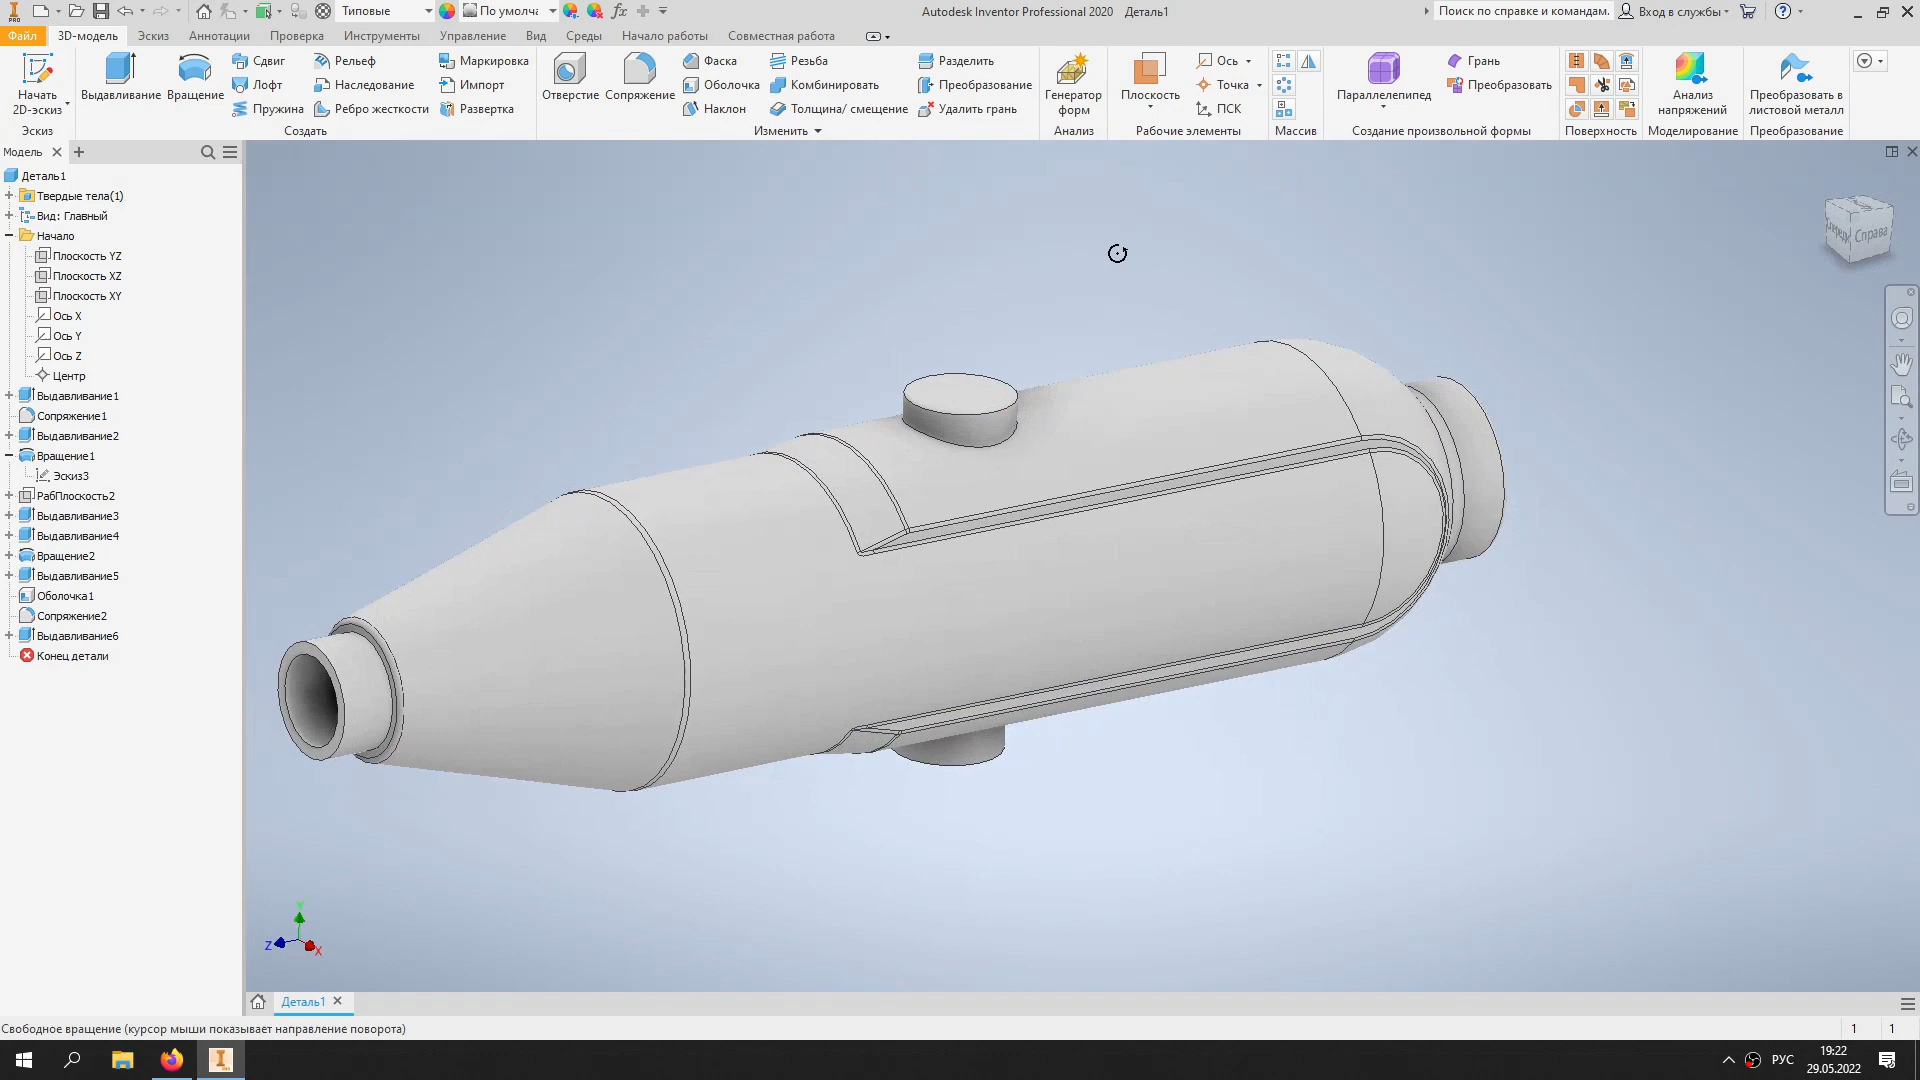 Типовые
По умолча
fx
Autodesk Inventor Professional 2020 Деталь1
Поиск по справке и командам.
Вход в службы
Файл 3D-модель Эскиз Аннотации Проверка Инструменты Управление Вид Среды Начало работы Совместная работа
Начать 2D-эскиз
Эскиз
Выдавливание
Вращение
Сдвиг
Лофт
Пружина
Рельеф
Наследование
Ребро жесткости
Маркировка
Импорт
Развертка
Создать
Отверстие
Сопряжение
Фаска
Оболочка
Наклон
Резьба
Комбинировать
Толщина/ смещение
Разделить
Преобразование
Удалить грань
Изменить
Генератор форм
Анализ
Плоскость
Ось
Точка
ПСК
Рабочие элементы
Массив
Параллелепипед
Грань
Преобразовать
Создание произвольной формы
Поверхность
Анализ напряжений
Моделирование
Преобразовать в листовой металл
Преобразование
Модель
Деталь1
Твердые тела(1)
Вид: Главный
Начало
Плоскость YZ
Плоскость XZ
Плоскость XY
Ось X
Ось Y
Ось Z
Центр
Выдавливание1
Сопряжение1
Выдавливание2
Вращение1
Эскиз3
РабПлоскость2
Выдавливание3
Выдавливание4
Вращение2
Выдавливание5
Оболочка1
Сопряжение2
Выдавливание6
Конец детали
Справа
Y
Z
X
Деталь1
Свободное вращение (курсор мыши показывает направление поворота)
1 1
РУС
19:22
29.05.2022